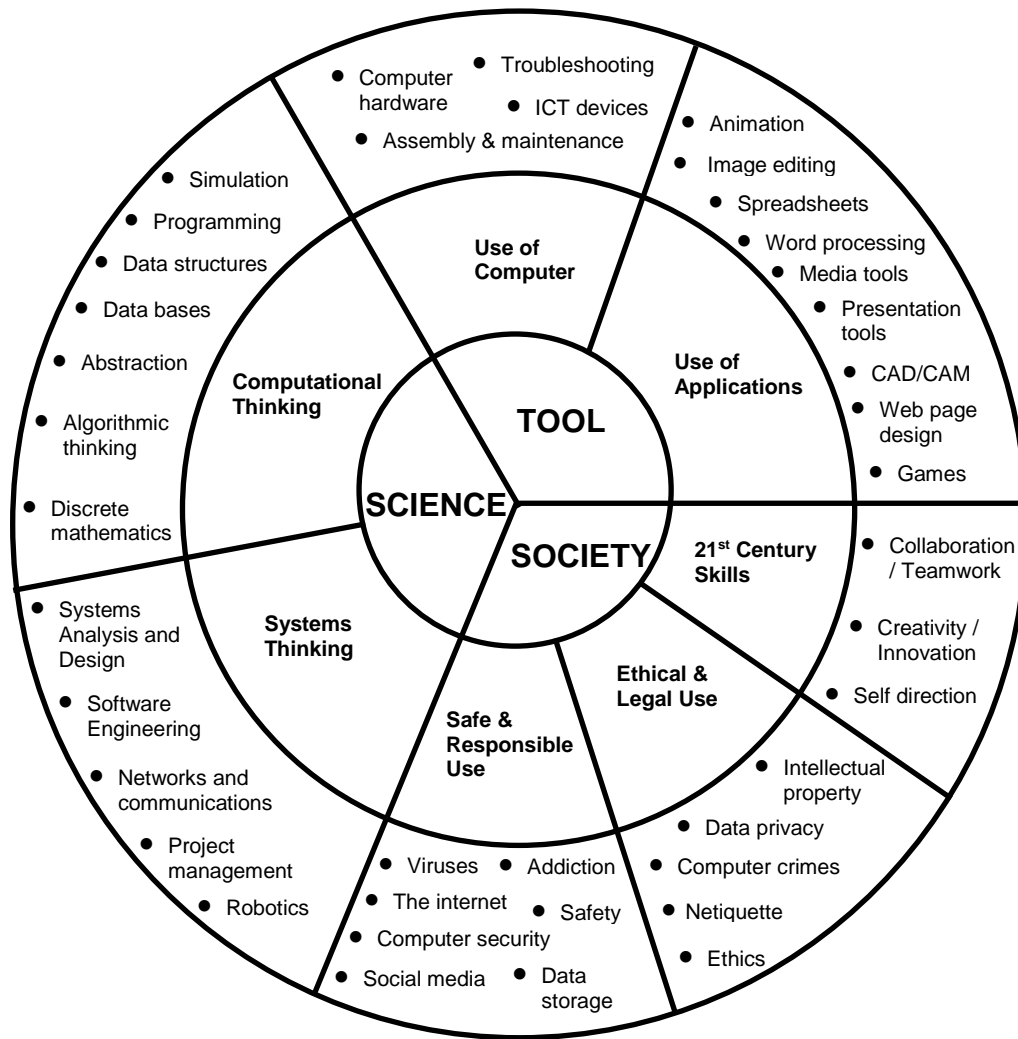 TOOL
SCIENCE
SOCIETY
Use of
Computer
• Computer
hardware
• Troubleshooting
• ICT devices
• Assembly & maintenance
Use of
Applications
• Animation
• Image editing
• Spreadsheets
• Word processing
• Media tools
• Presentation
tools
• CAD/CAM
• Web page
design
• Games
21st Century
Skills
• Collaboration
/ Teamwork
• Creativity /
Innovation
• Self direction
Ethical &
Legal Use
• Intellectual
property
• Data privacy
• Computer crimes
• Netiquette
• Ethics
Safe &
Responsible
Use
• Viruses
• Addiction
• The internet
• Safety
• Computer security
• Social media
• Data
storage
Systems
Thinking
• Systems
Analysis and
Design
• Software
Engineering
• Networks and
communications
• Project
management
• Robotics
Computational
Thinking
• Simulation
• Programming
• Data structures
• Data bases
• Abstraction
• Algorithmic
thinking
• Discrete
mathematics